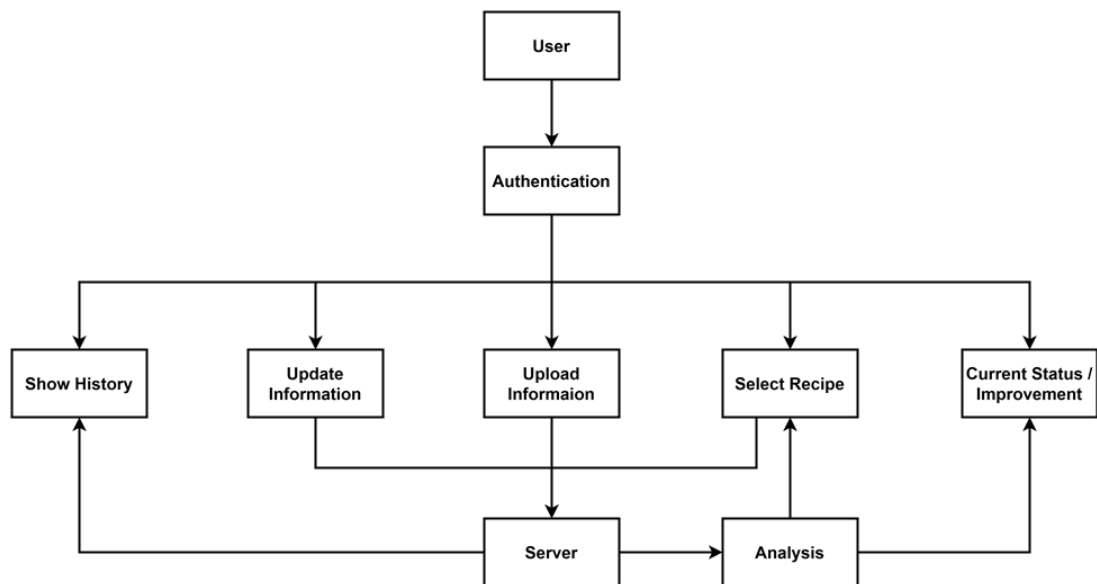 User
Authentication
Show History
Update
Information
Upload
Informaion
Select Recipe
Current Status /
Improvement
Server
Analysis